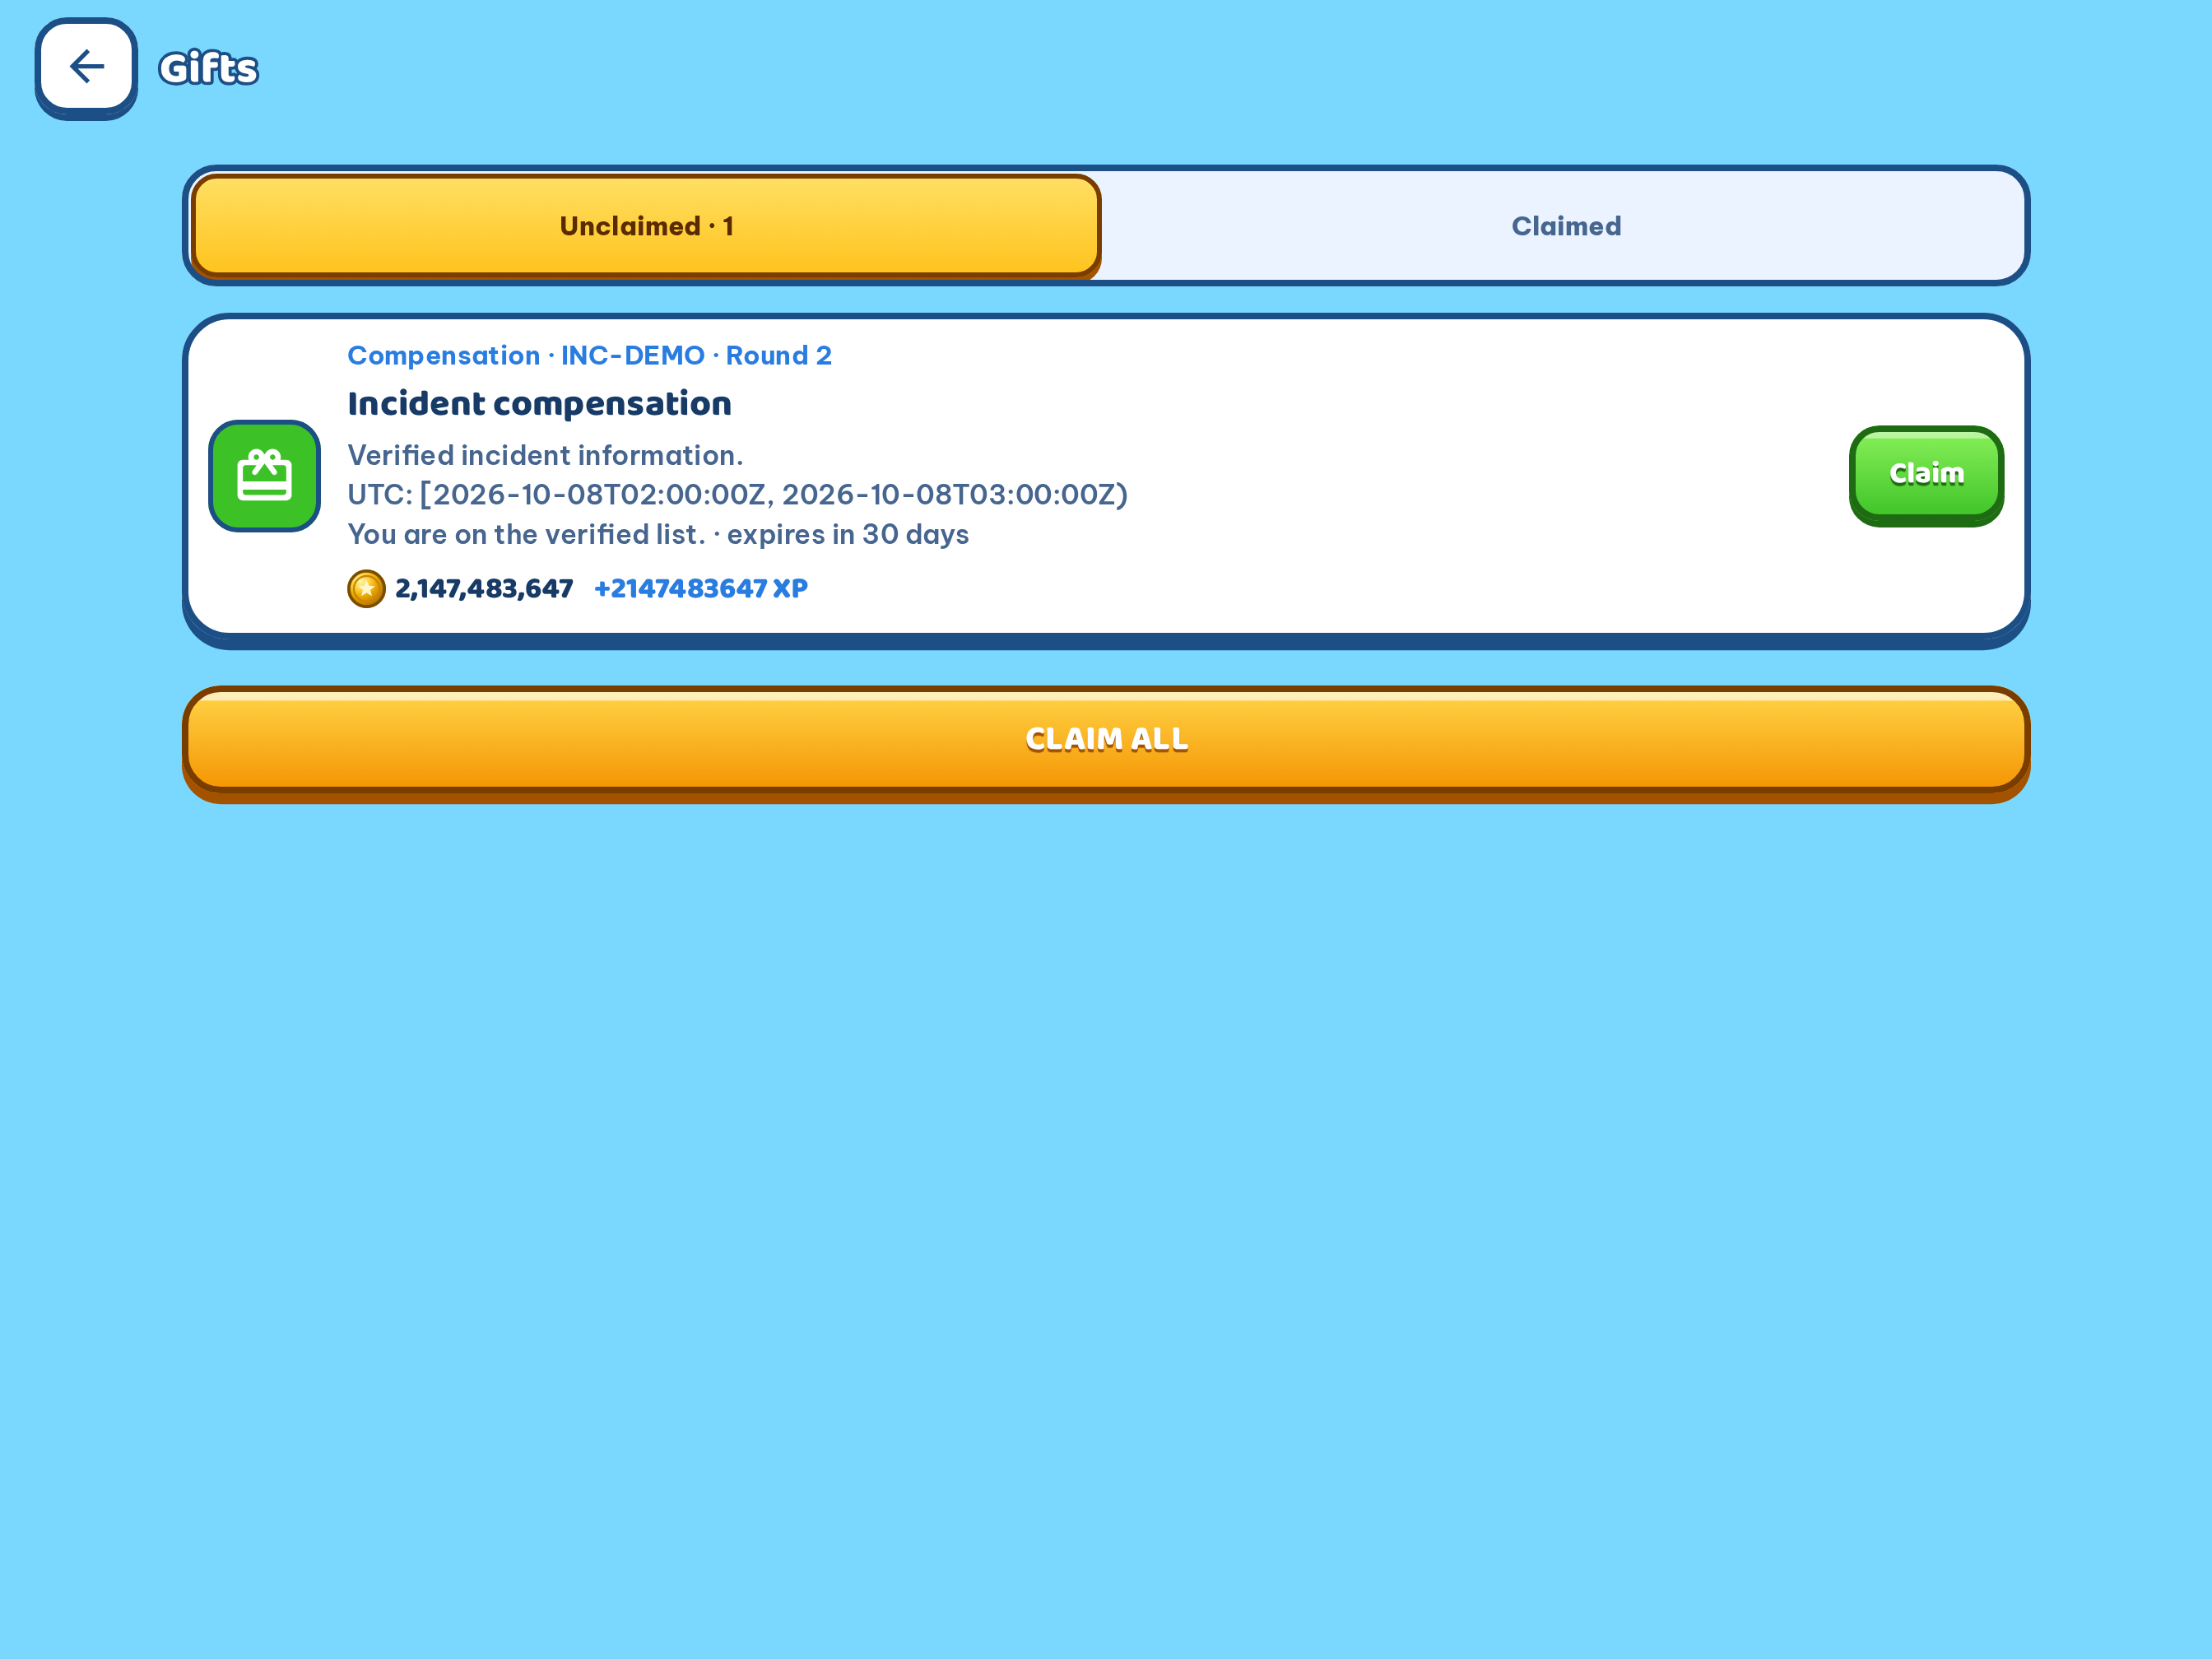 Gifts
Unclaimed · 1
Claimed
Compensation · INC-DEMO · Round 2
Incident compensation
Verified incident information.
UTC: [2026-10-08T02:00:00Z, 2026-10-08T03:00:00Z)
You are on the verified list. · expires in 30 days
2,147,483,647 +2147483647 XP
Claim
CLAIM ALL